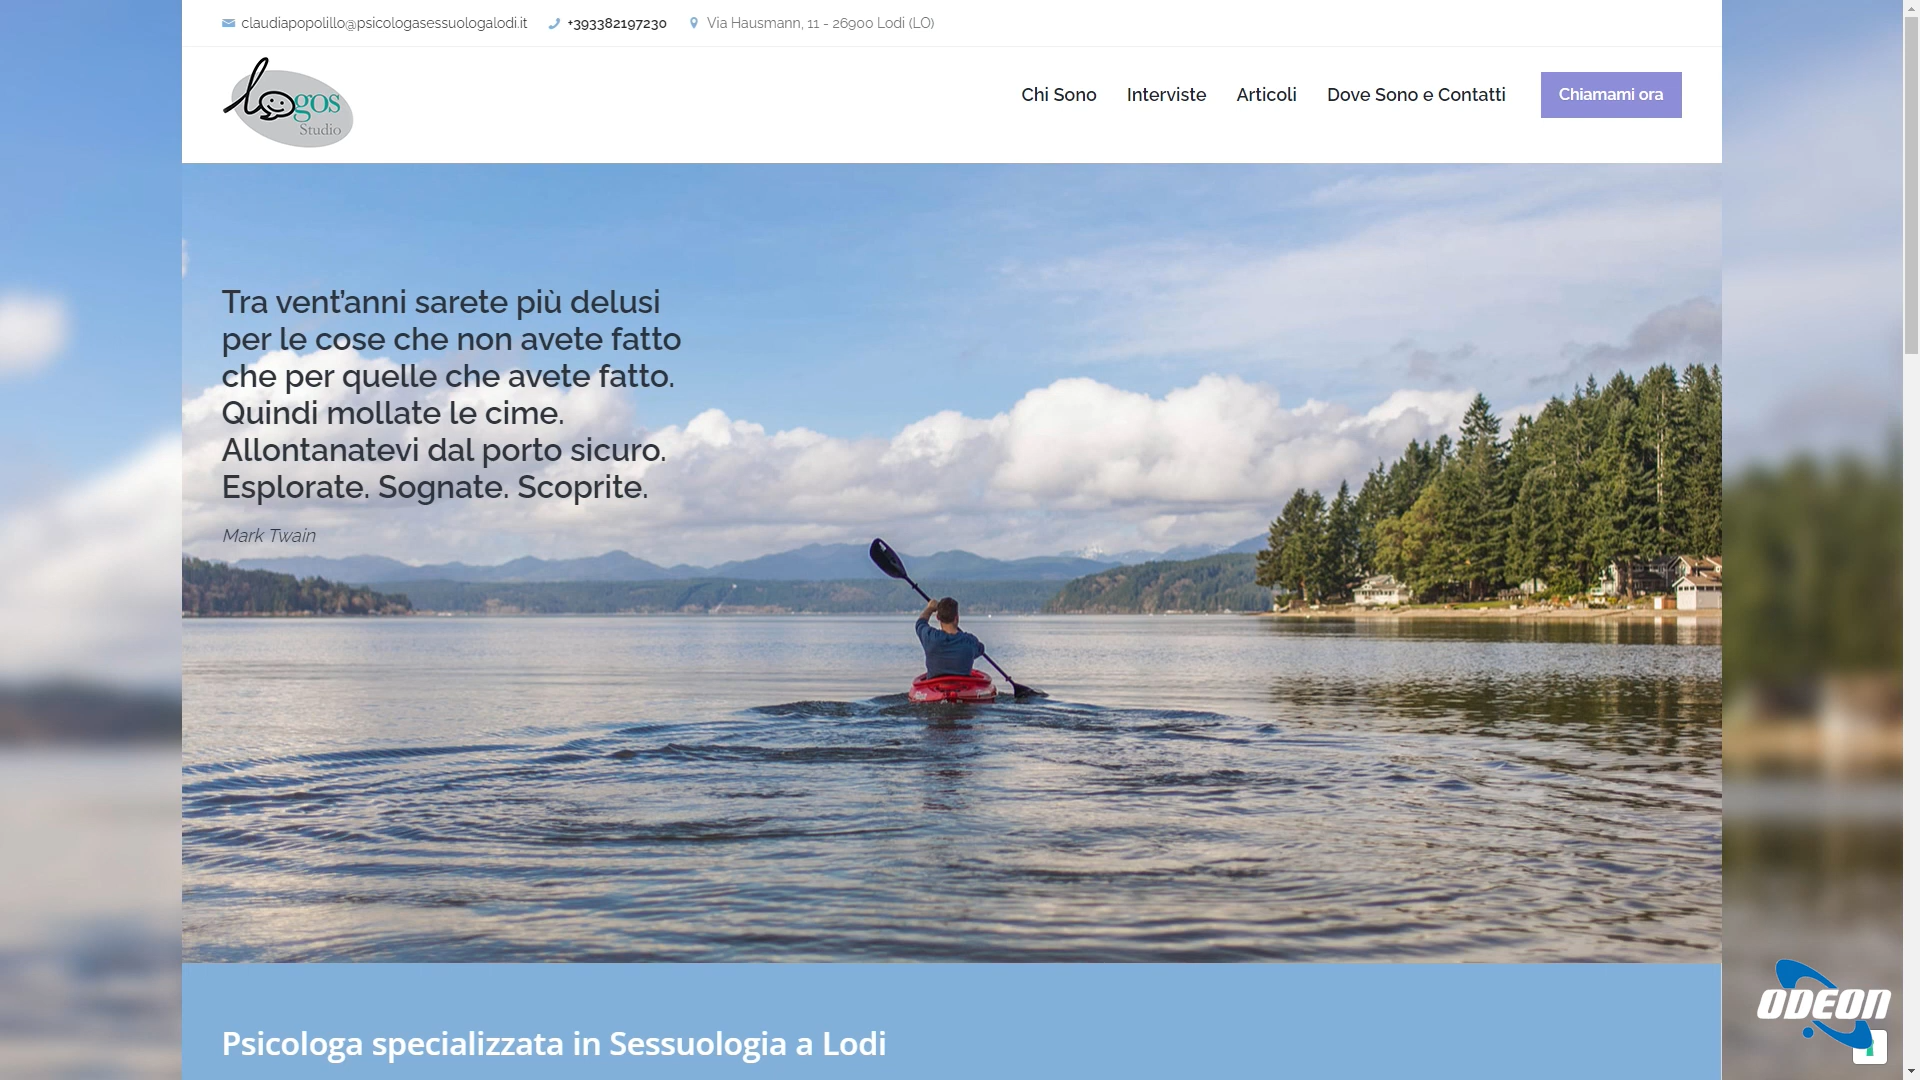 claudiapopolillo@psicologasessuologalodi.it +393382197230 Via Hausmann, 11 - 26900 Lodi (LO)
logos
Studio
Chi Sono Interviste Articoli Dove Sono e Contatti Chiamami ora
Tra vent'anni sarete più delusi
per le cose che non avete fatto
che per quelle che avete fatto.
Quindi mollate le cime.
Allontanatevi dal porto sicuro.
Esplorate. Sognate. Scoprite.
Mark Twain
Psicologa specializzata in Sessuologia a Lodi
ODEON